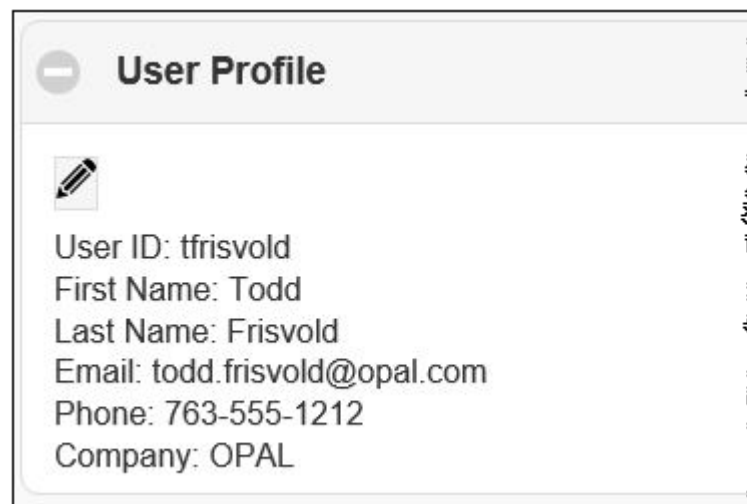 User Profile
User ID: tfrisvold
First Name: Todd
Last Name: Frisvold
Email: todd.frisvold@opal.com
Phone: 763-555-1212
Company: OPAL